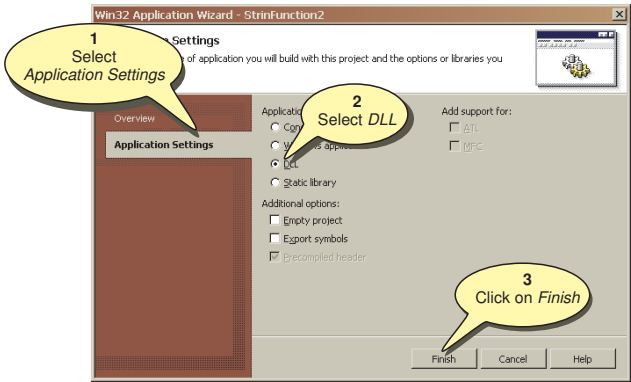 Win32 Application Wizard - StrinFunction2
1
Select
Application Settings
Settings
of application you will build with this project and the options or libraries you
Overview
Application Settings
Application
2
Select DLL
DLL
Static library
Additional options:
Empty project
Export symbols
Precompiled header
Add support for:
ATL
MFC
3
Click on Finish
Finish
Cancel
Help